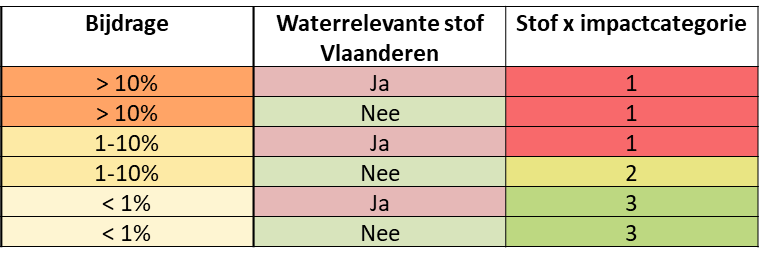 Bijdrage Waterrelevante stof Stof x impactcategorie
Vlaanderen
> 10% Ja 1
> 10% Nee 1
1-10% Ja 1
1-10% Nee 2
< 1% Ja 3
< 1% Nee 3